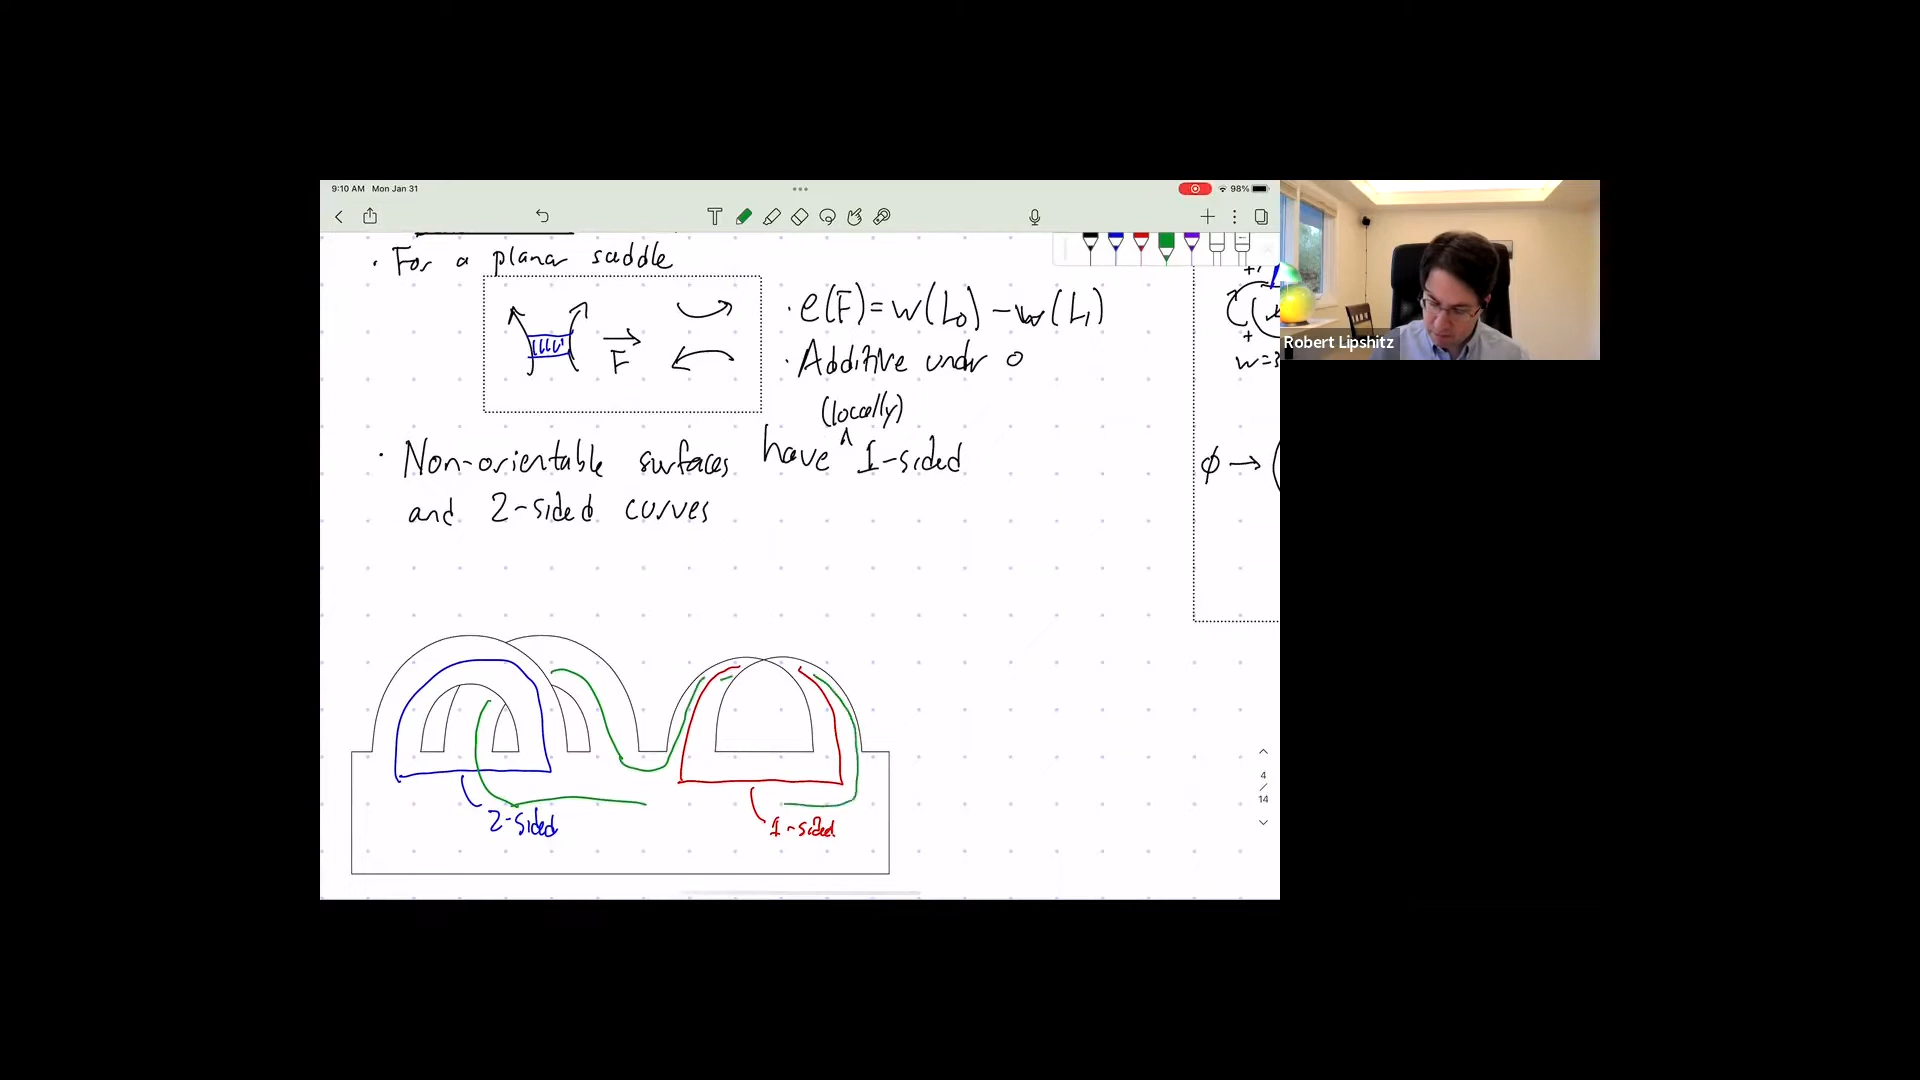 9:10 AM Mon Jan 31
98%
· For a planar saddle
F
· e(F) = w(L₀) - w(L₁)
· Additive under ∘
(locally)
· Non-orientable surfaces have ^ 1-sided
and 2-sided curves
2-sided
1-sided
+
w=3
φ →
4
/
14
Robert Lipshitz